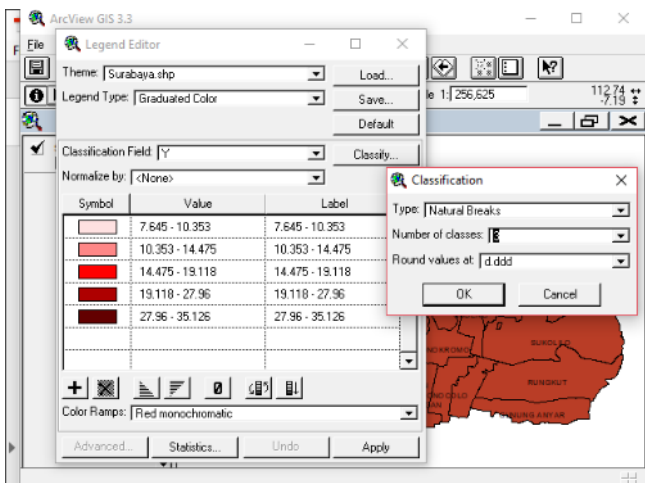 ArcView GIS 3.3
File
Legend Editor
Theme: Surabaya.shp
Load...
Legend Type: Graduated Color
Save...
Default
Classification Field: Y
Classify...
Normalize by: <None>
Symbol Value Label
7.645 - 10.353 7.645 - 10.353
10.353 - 14.475 10.353 - 14.475
14.475 - 19.118 14.475 - 19.118
19.118 - 27.96 19.118 - 27.96
27.96 - 35.126 27.96 - 35.126
Color Ramps: Red monochromatic
Advanced... Statistics... Undo Apply
1: 256,625
112.74
-7.19
Classification
Type: Natural Breaks
Number of classes:
Round values at: d.ddd
OK Cancel
SUKOLILO
RUNGKUT
GUNUNG ANYAR